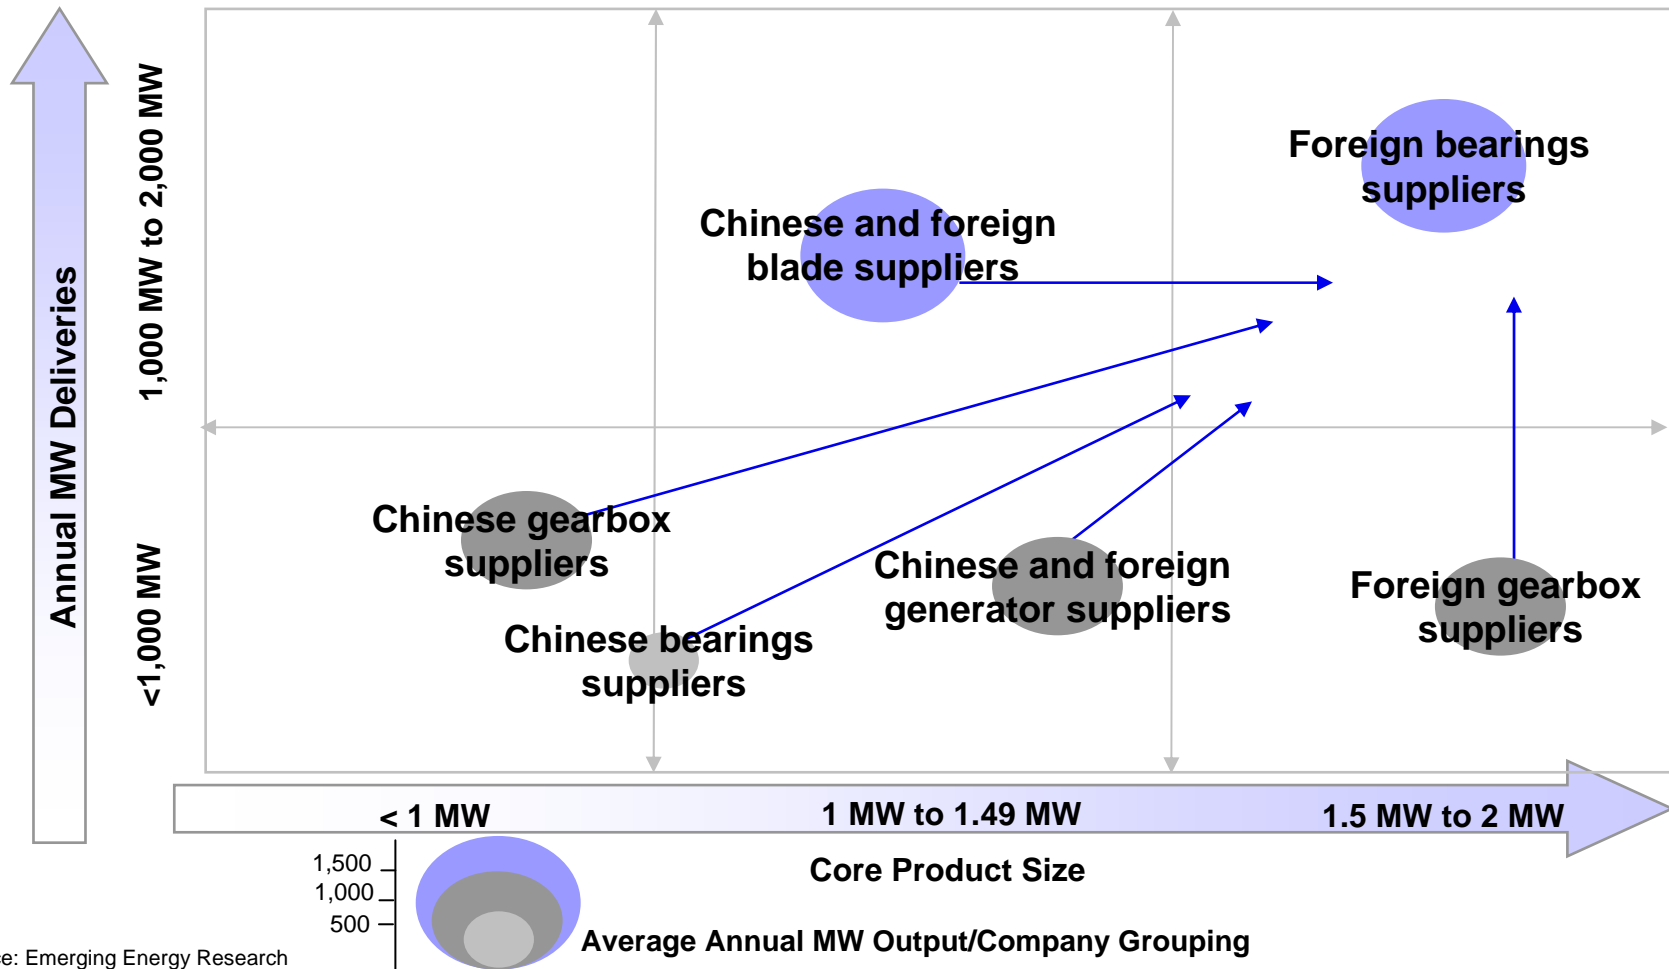 Annual MW Deliveries
1,000 MW to 2,000 MW
<1,000 MW
Foreign bearings
suppliers
Chinese and foreign
blade suppliers
Chinese gearbox
suppliers
Chinese and foreign
generator suppliers
Foreign gearbox
suppliers
Chinese bearings
suppliers
< 1 MW
1 MW to 1.49 MW
1.5 MW to 2 MW
Core Product Size
1,500
1,000
500
Average Annual MW Output/Company Grouping
ce: Emerging Energy Research